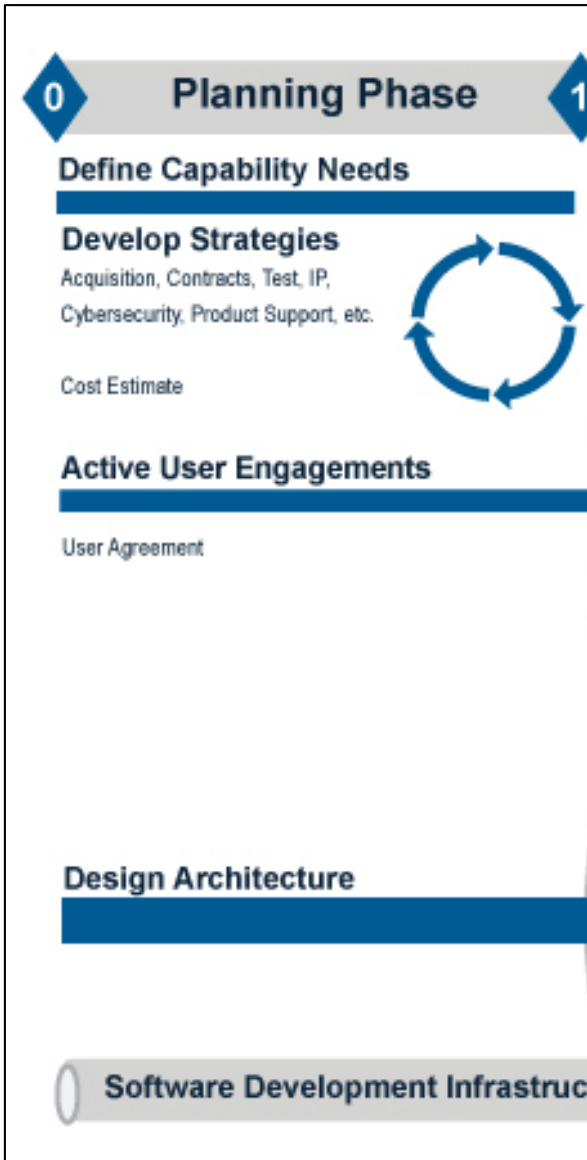 0 Planning Phase 1
Define Capability Needs
Develop Strategies
Acquisition, Contracts, Test, IP,
Cybersecurity, Product Support, etc.
Cost Estimate
Active User Engagements
User Agreement
Design Architecture
Software Development Infrastruc